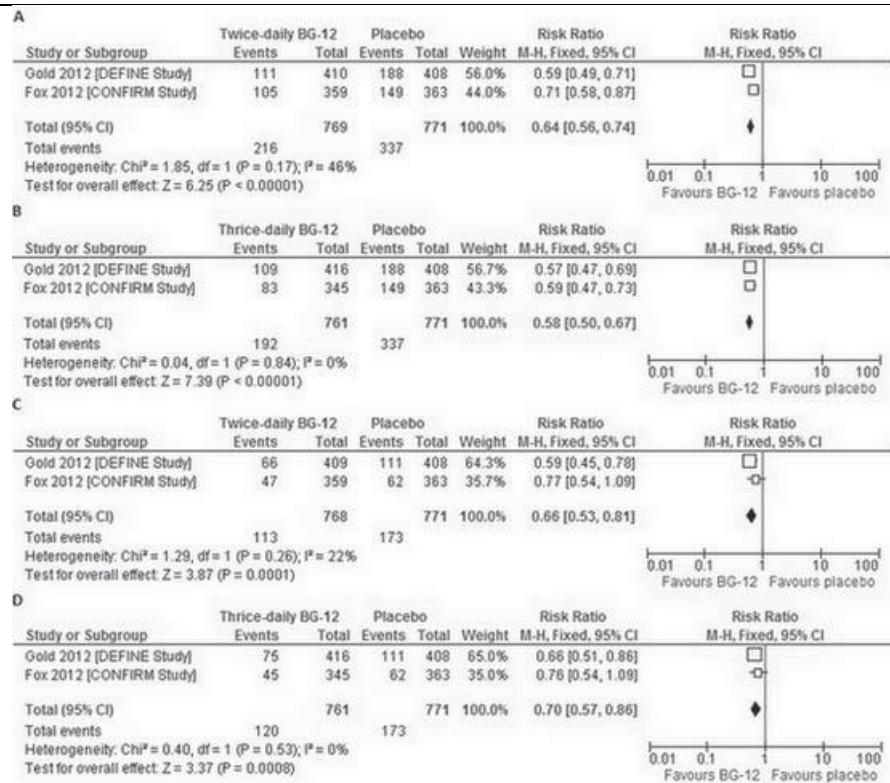 A
Twice-daily BG-12 Placebo Risk Ratio Risk Ratio
Study or Subgroup Events Total Events Total Weight M-H, Fixed, 95% CI M-H, Fixed, 95% CI
Gold 2012 [DEFINE Study] 111 410 188 408 56.0% 0.59 [0.49, 0.71]
Fox 2012 [CONFIRM Study] 105 359 149 363 44.0% 0.71 [0.58, 0.87]
Total (95% CI) 769 771 100.0% 0.64 [0.56, 0.74]
Total events 216 337
Heterogeneity: Chi² = 1.85, df = 1 (P = 0.17); I² = 46%
Test for overall effect: Z = 6.25 (P < 0.00001)
0.01 0.1 1 10 100
Favours BG-12 Favours placebo
B
Thrice-daily BG-12 Placebo Risk Ratio Risk Ratio
Study or Subgroup Events Total Events Total Weight M-H, Fixed, 95% CI M-H, Fixed, 95% CI
Gold 2012 [DEFINE Study] 109 416 188 408 56.7% 0.57 [0.47, 0.69]
Fox 2012 [CONFIRM Study] 83 345 149 363 43.3% 0.59 [0.47, 0.73]
Total (95% CI) 761 771 100.0% 0.58 [0.50, 0.67]
Total events 192 337
Heterogeneity: Chi² = 0.04, df = 1 (P = 0.84); I² = 0%
Test for overall effect: Z = 7.39 (P < 0.00001)
0.01 0.1 1 10 100
Favours BG-12 Favours placebo
C
Twice-daily BG-12 Placebo Risk Ratio Risk Ratio
Study or Subgroup Events Total Events Total Weight M-H, Fixed, 95% CI M-H, Fixed, 95% CI
Gold 2012 [DEFINE Study] 66 409 111 408 64.3% 0.59 [0.45, 0.78]
Fox 2012 [CONFIRM Study] 47 359 62 363 35.7% 0.77 [0.54, 1.09]
Total (95% CI) 768 771 100.0% 0.66 [0.53, 0.81]
Total events 113 173
Heterogeneity: Chi² = 1.29, df = 1 (P = 0.26); I² = 22%
Test for overall effect: Z = 3.87 (P = 0.0001)
0.01 0.1 1 10 100
Favours BG-12 Favours placebo
D
Thrice-daily BG-12 Placebo Risk Ratio Risk Ratio
Study or Subgroup Events Total Events Total Weight M-H, Fixed, 95% CI M-H, Fixed, 95% CI
Gold 2012 [DEFINE Study] 75 416 111 408 65.0% 0.66 [0.51, 0.86]
Fox 2012 [CONFIRM Study] 45 345 62 363 35.0% 0.76 [0.54, 1.09]
Total (95% CI) 761 771 100.0% 0.70 [0.57, 0.86]
Total events 120 173
Heterogeneity: Chi² = 0.40, df = 1 (P = 0.53); I² = 0%
Test for overall effect: Z = 3.37 (P = 0.0008)
0.01 0.1 1 10 100
Favours BG-12 Favours placebo